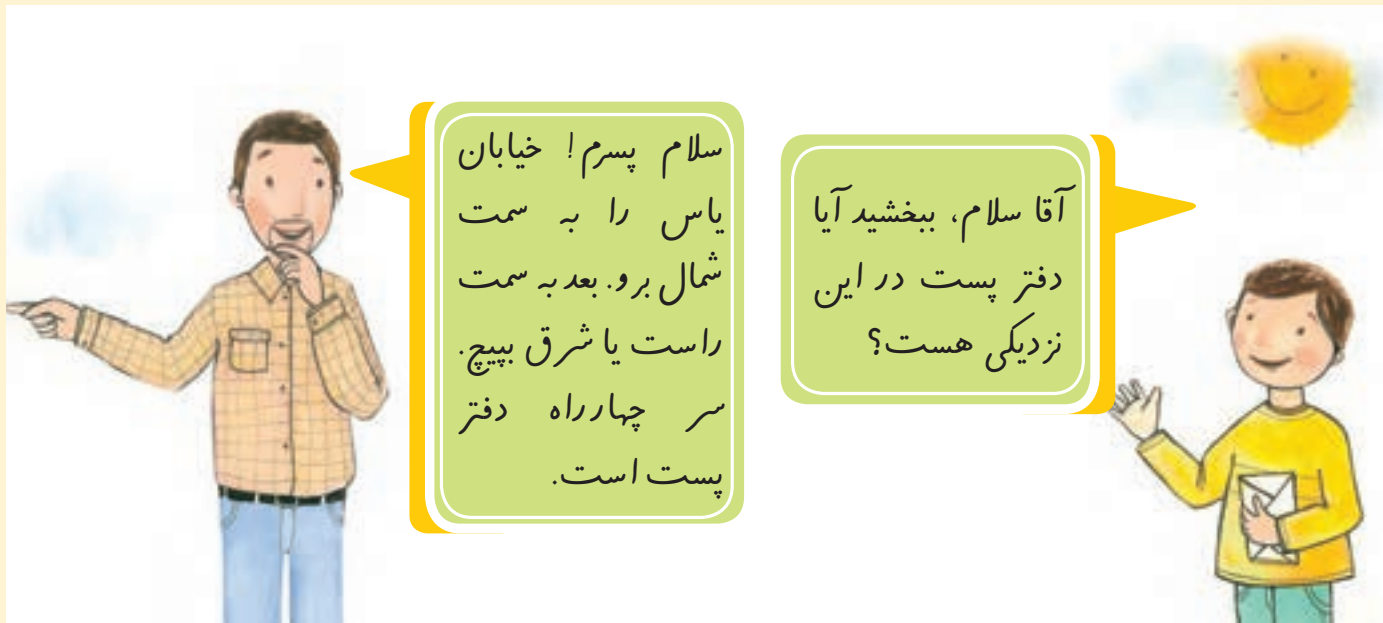 آقا سلام، ببخشید آیا
دفتر پست در این
نزدیکی هست؟
سلام پسرم! خیابان
یاس را به سمت
شمال برو. بعد به سمت
راست یا شرق بپیچ.
سر چهارراه دفتر
پست است.